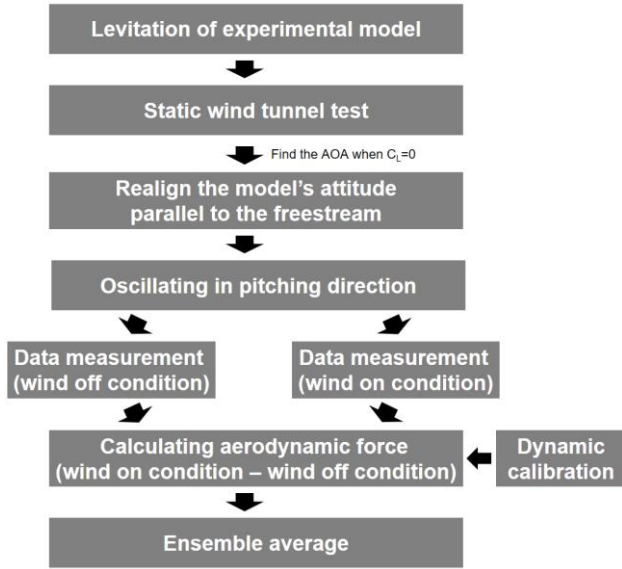 Levitation of experimental model
Static wind tunnel test
Find the AOA when C_L=0
Realign the model's attitude
parallel to the freestream
Oscillating in pitching direction
Data measurement
(wind off condition)
Data measurement
(wind on condition)
Calculating aerodynamic force
(wind on condition – wind off condition)
Dynamic
calibration
Ensemble average